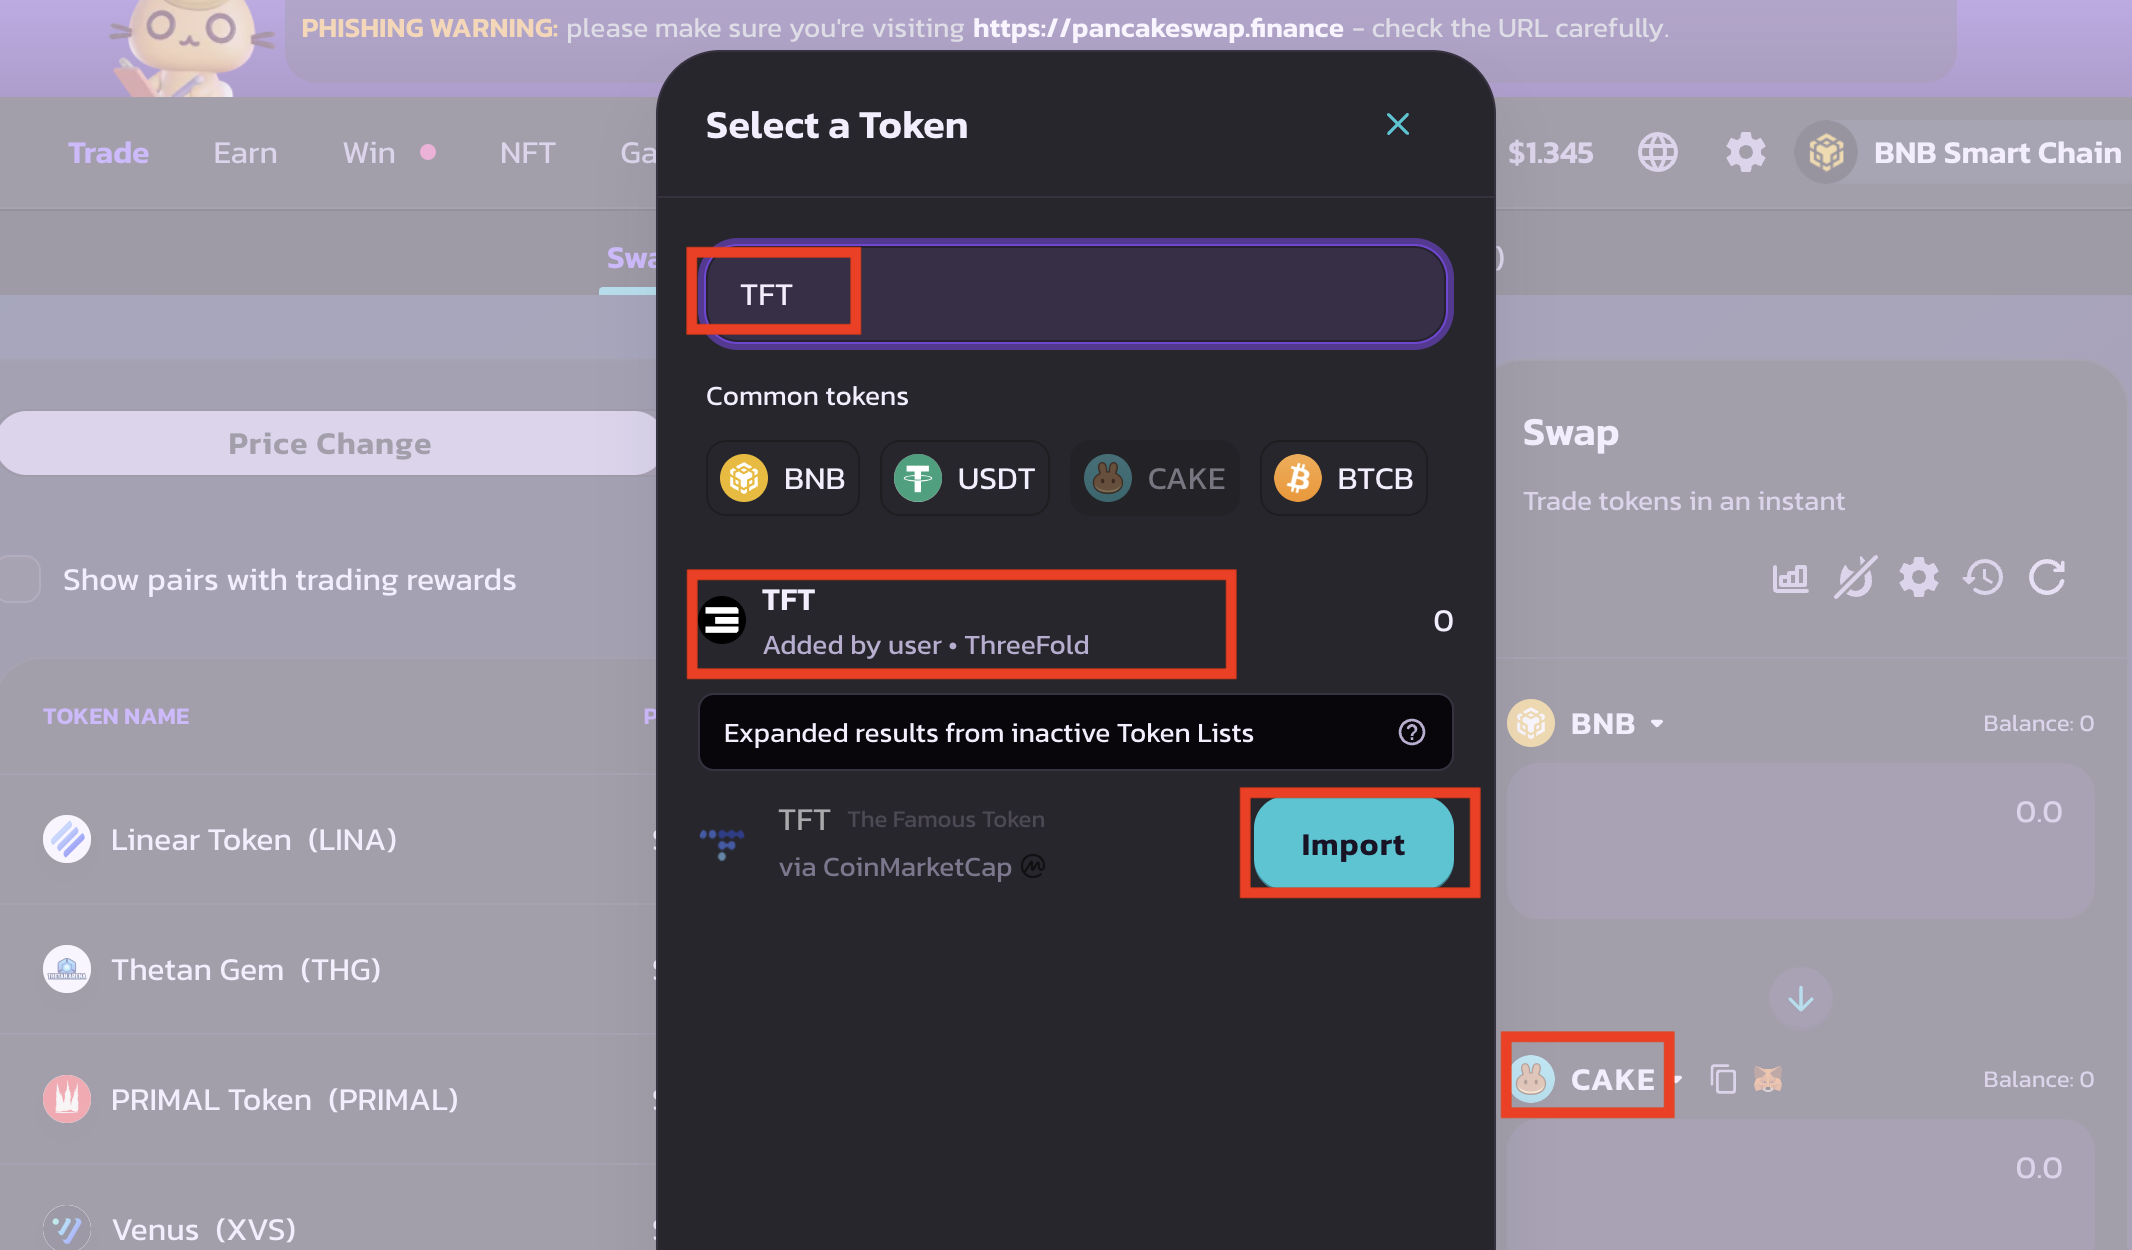 PHISHING WARNING: please make sure you're visiting https://pancakeswap.finance - check the URL carefully.
Select a Token
Trade Earn Win NFT Ga $1.345 BNB Smart Chain
Swa )
TFT
Common tokens
BNB USDT CAKE BTCB
Price Change
Show pairs with trading rewards
TFT
Added by user • ThreeFold
0
Expanded results from inactive Token Lists
TFT The Famous Token
via CoinMarketCap
Import
TOKEN NAME P
Linear Token (LINA)
Thetan Gem (THG)
PRIMAL Token (PRIMAL)
Venus (XVS)
Swap
Trade tokens in an instant
BNB Balance: 0
0.0
CAKE Balance: 0
0.0